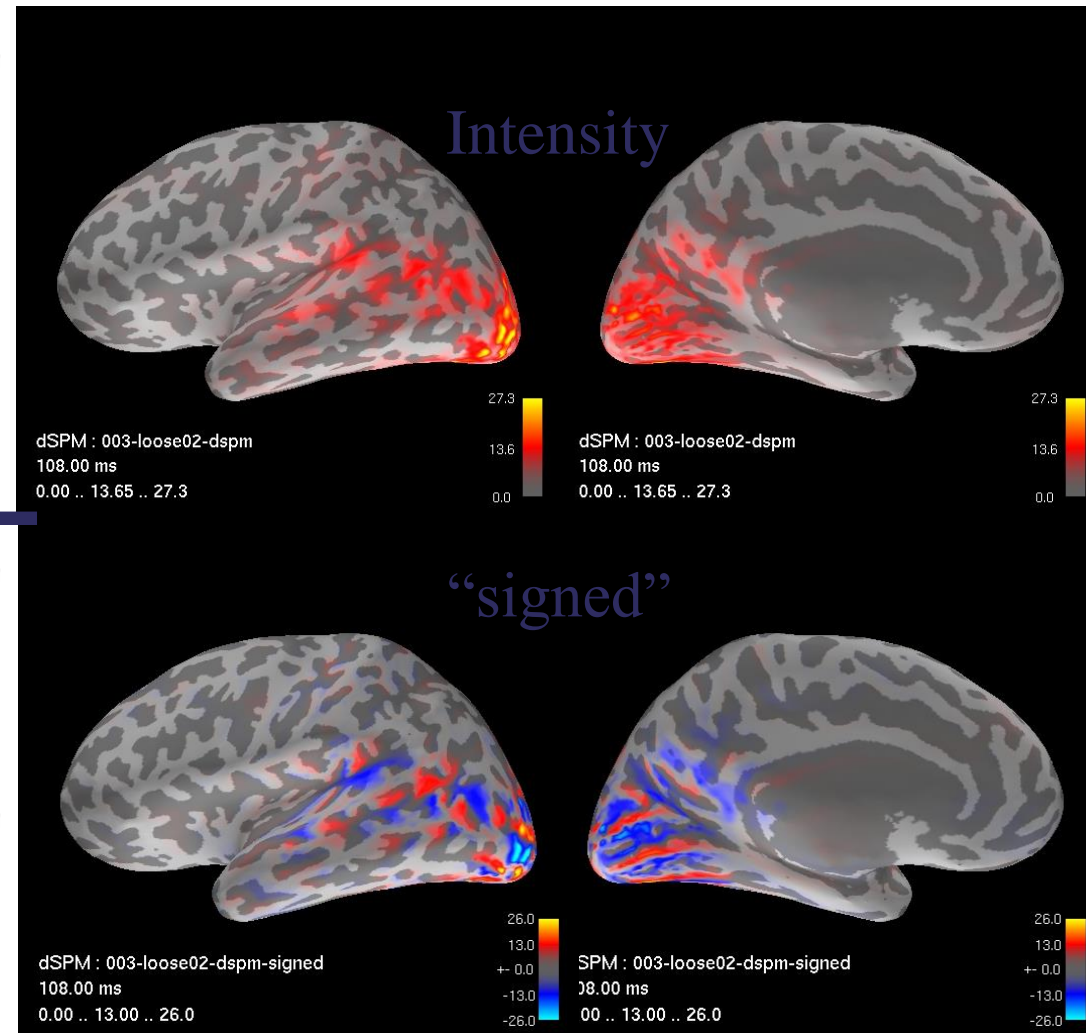 Intensity
27.3
13.6
0.0
dSPM : 003-loose02-dspm
108.00 ms
0.00 .. 13.65 .. 27.3
27.3
13.6
0.0
dSPM : 003-loose02-dspm
108.00 ms
0.00 .. 13.65 .. 27.3
“signed”
26.0
13.0
+- 0.0
-13.0
-26.0
dSPM : 003-loose02-dspm-signed
108.00 ms
0.00 .. 13.00 .. 26.0
26.0
13.0
+- 0.0
-13.0
-26.0
SPM : 003-loose02-dspm-signed
08.00 ms
00 .. 13.00 .. 26.0